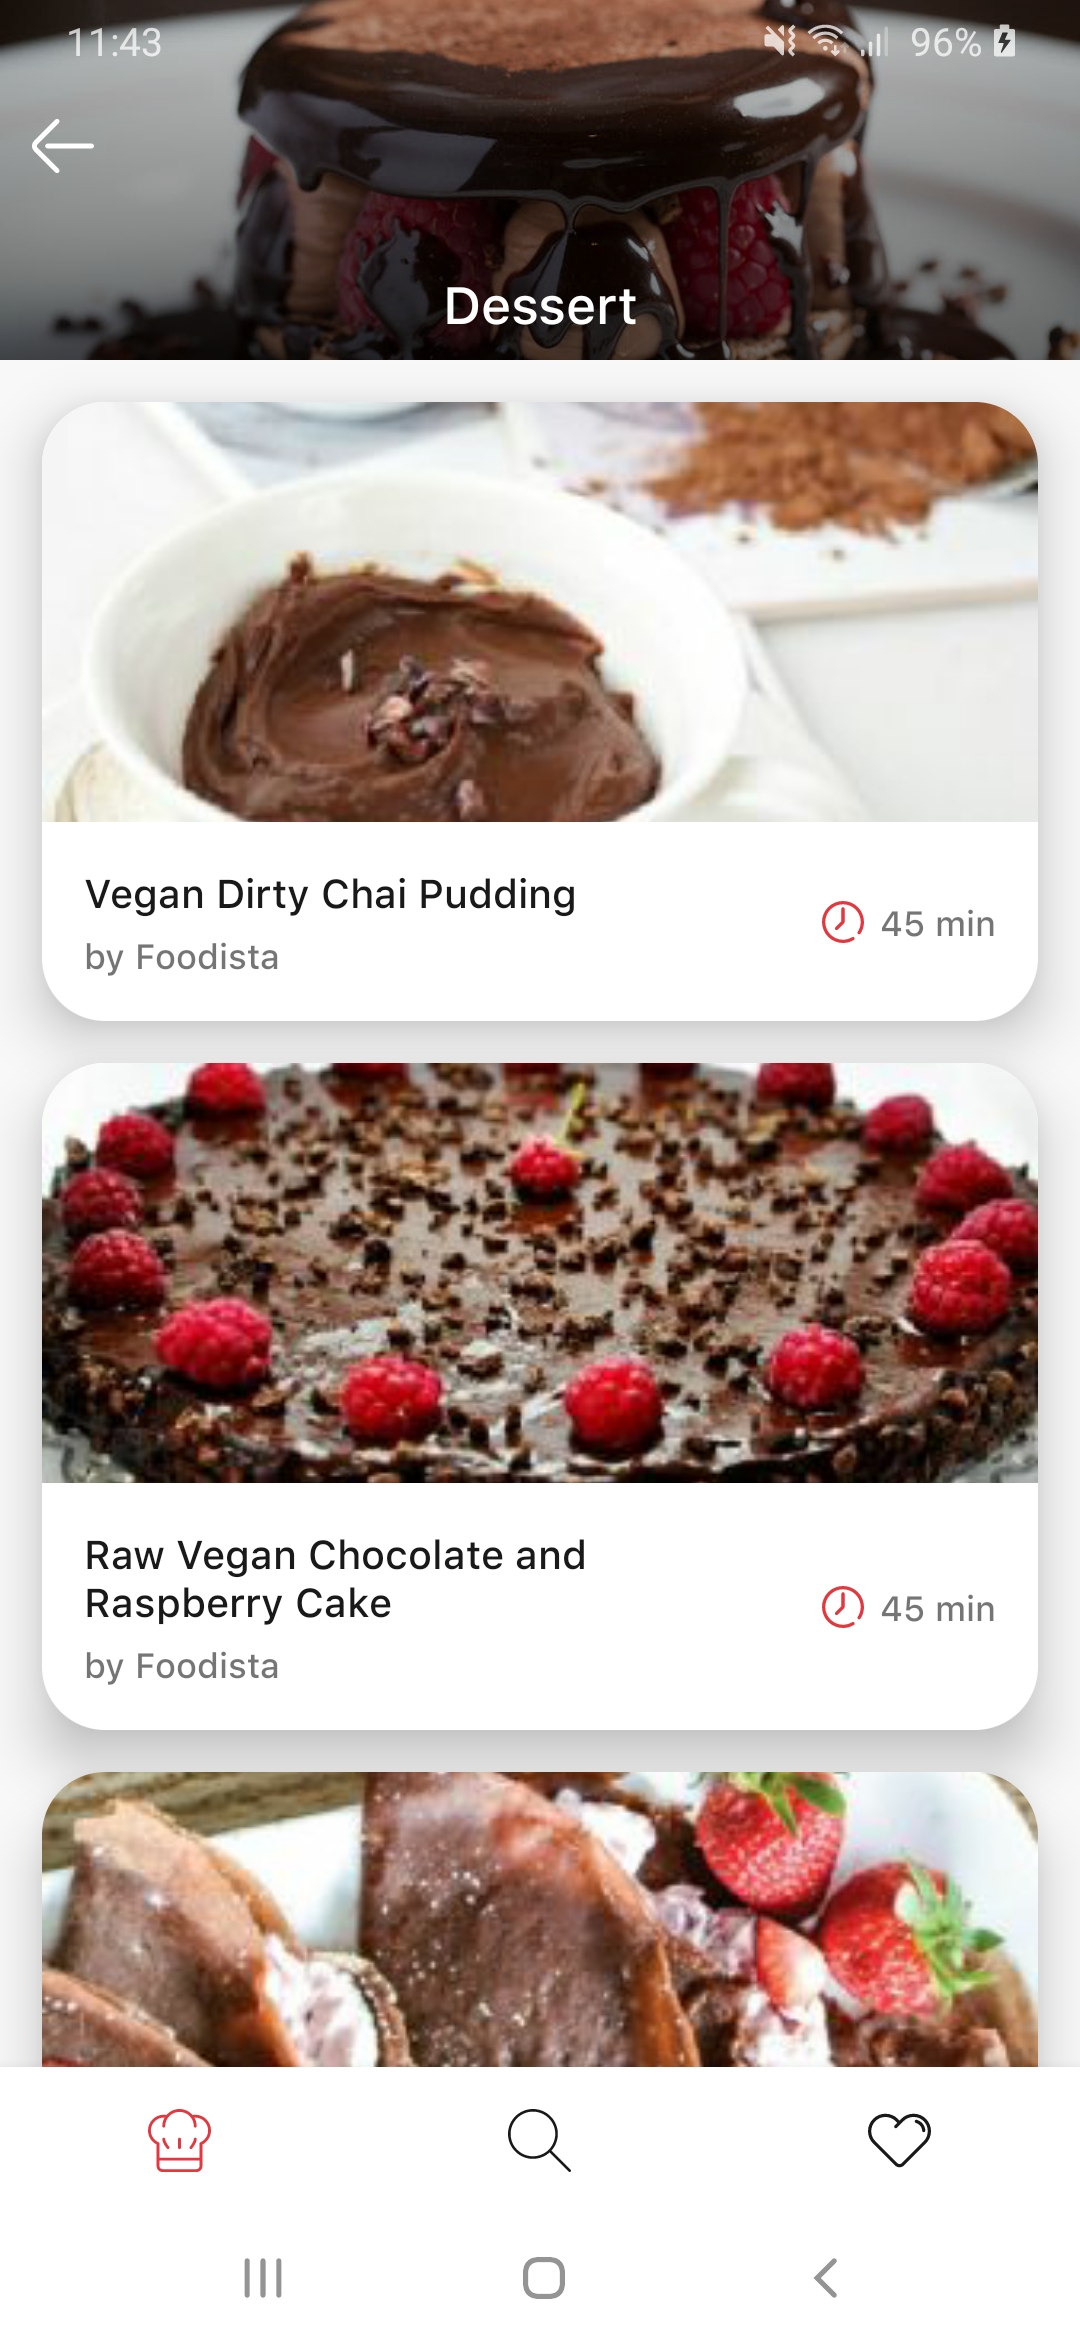 11:43
96%
Dessert
Vegan Dirty Chai Pudding
by Foodista
45 min
Raw Vegan Chocolate and
Raspberry Cake
by Foodista
45 min